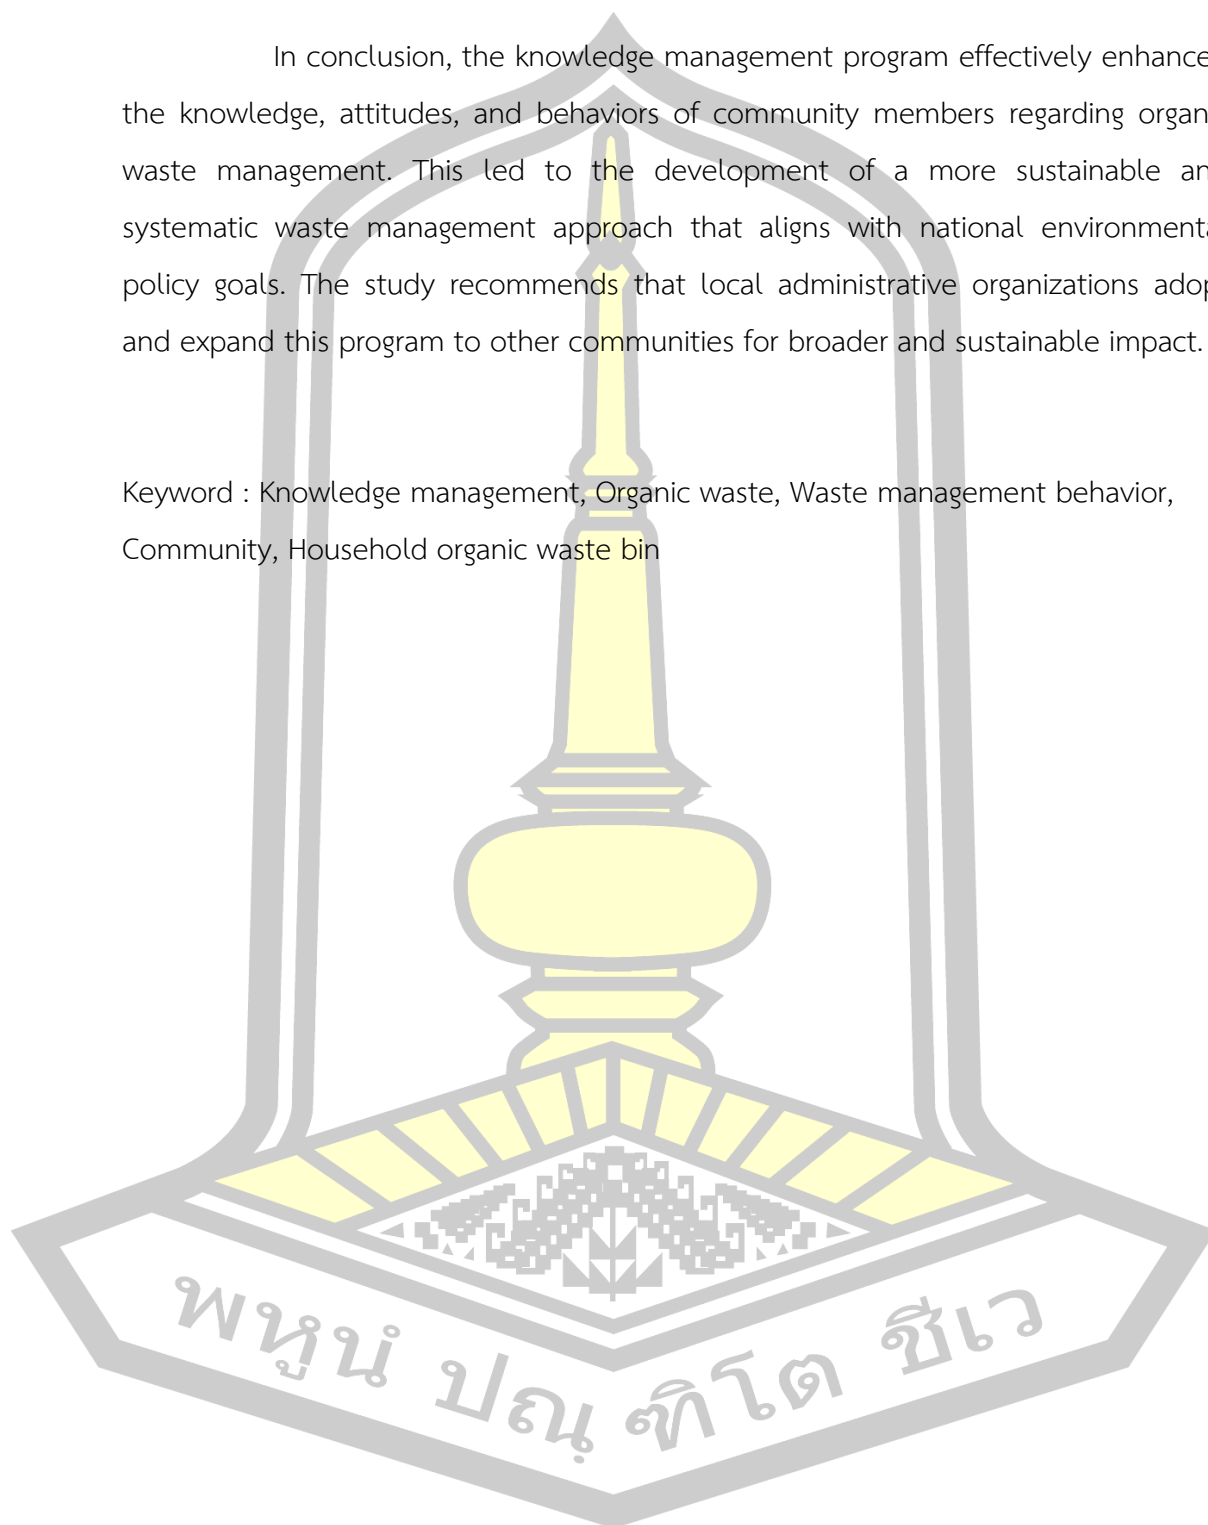 In conclusion, the knowledge management program effectively enhance
the knowledge, attitudes, and behaviors of community members regarding organ
waste management. This led to the development of a more sustainable an
systematic waste management approach that aligns with national environmenta
policy goals. The study recommends that local administrative organizations adop
and expand this program to other communities for broader and sustainable impact.
Keyword : Knowledge management, Organic waste, Waste management behavior,
Community, Household organic waste bin
พหูนํ ปณฺฑิโต ชีเว